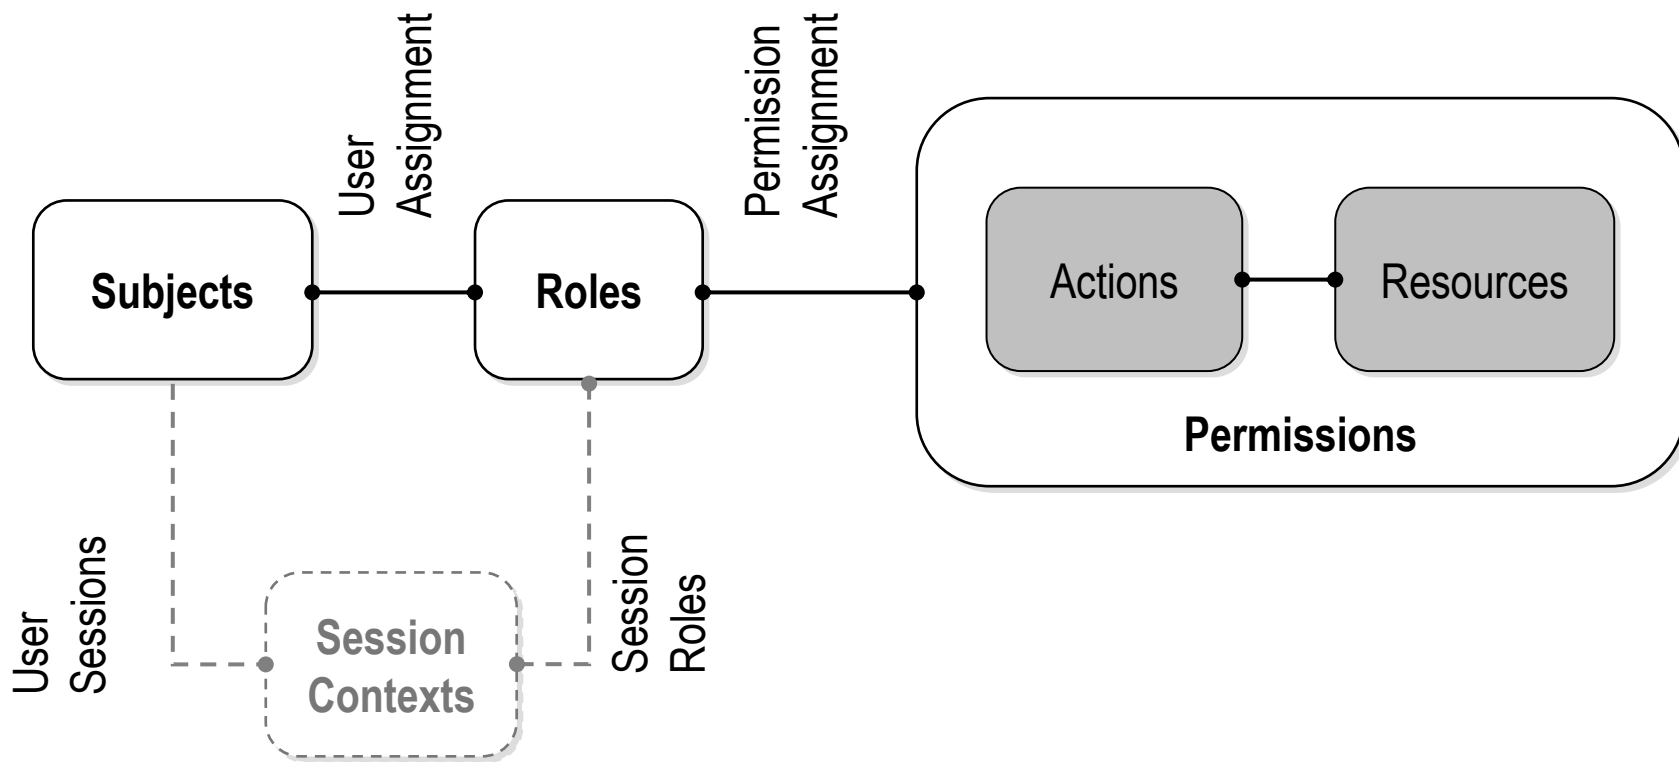 User
Assignment
Permission
Assignment
Subjects
Roles
Actions
Resources
Permissions
User
Sessions
Session
Contexts
Session
Roles